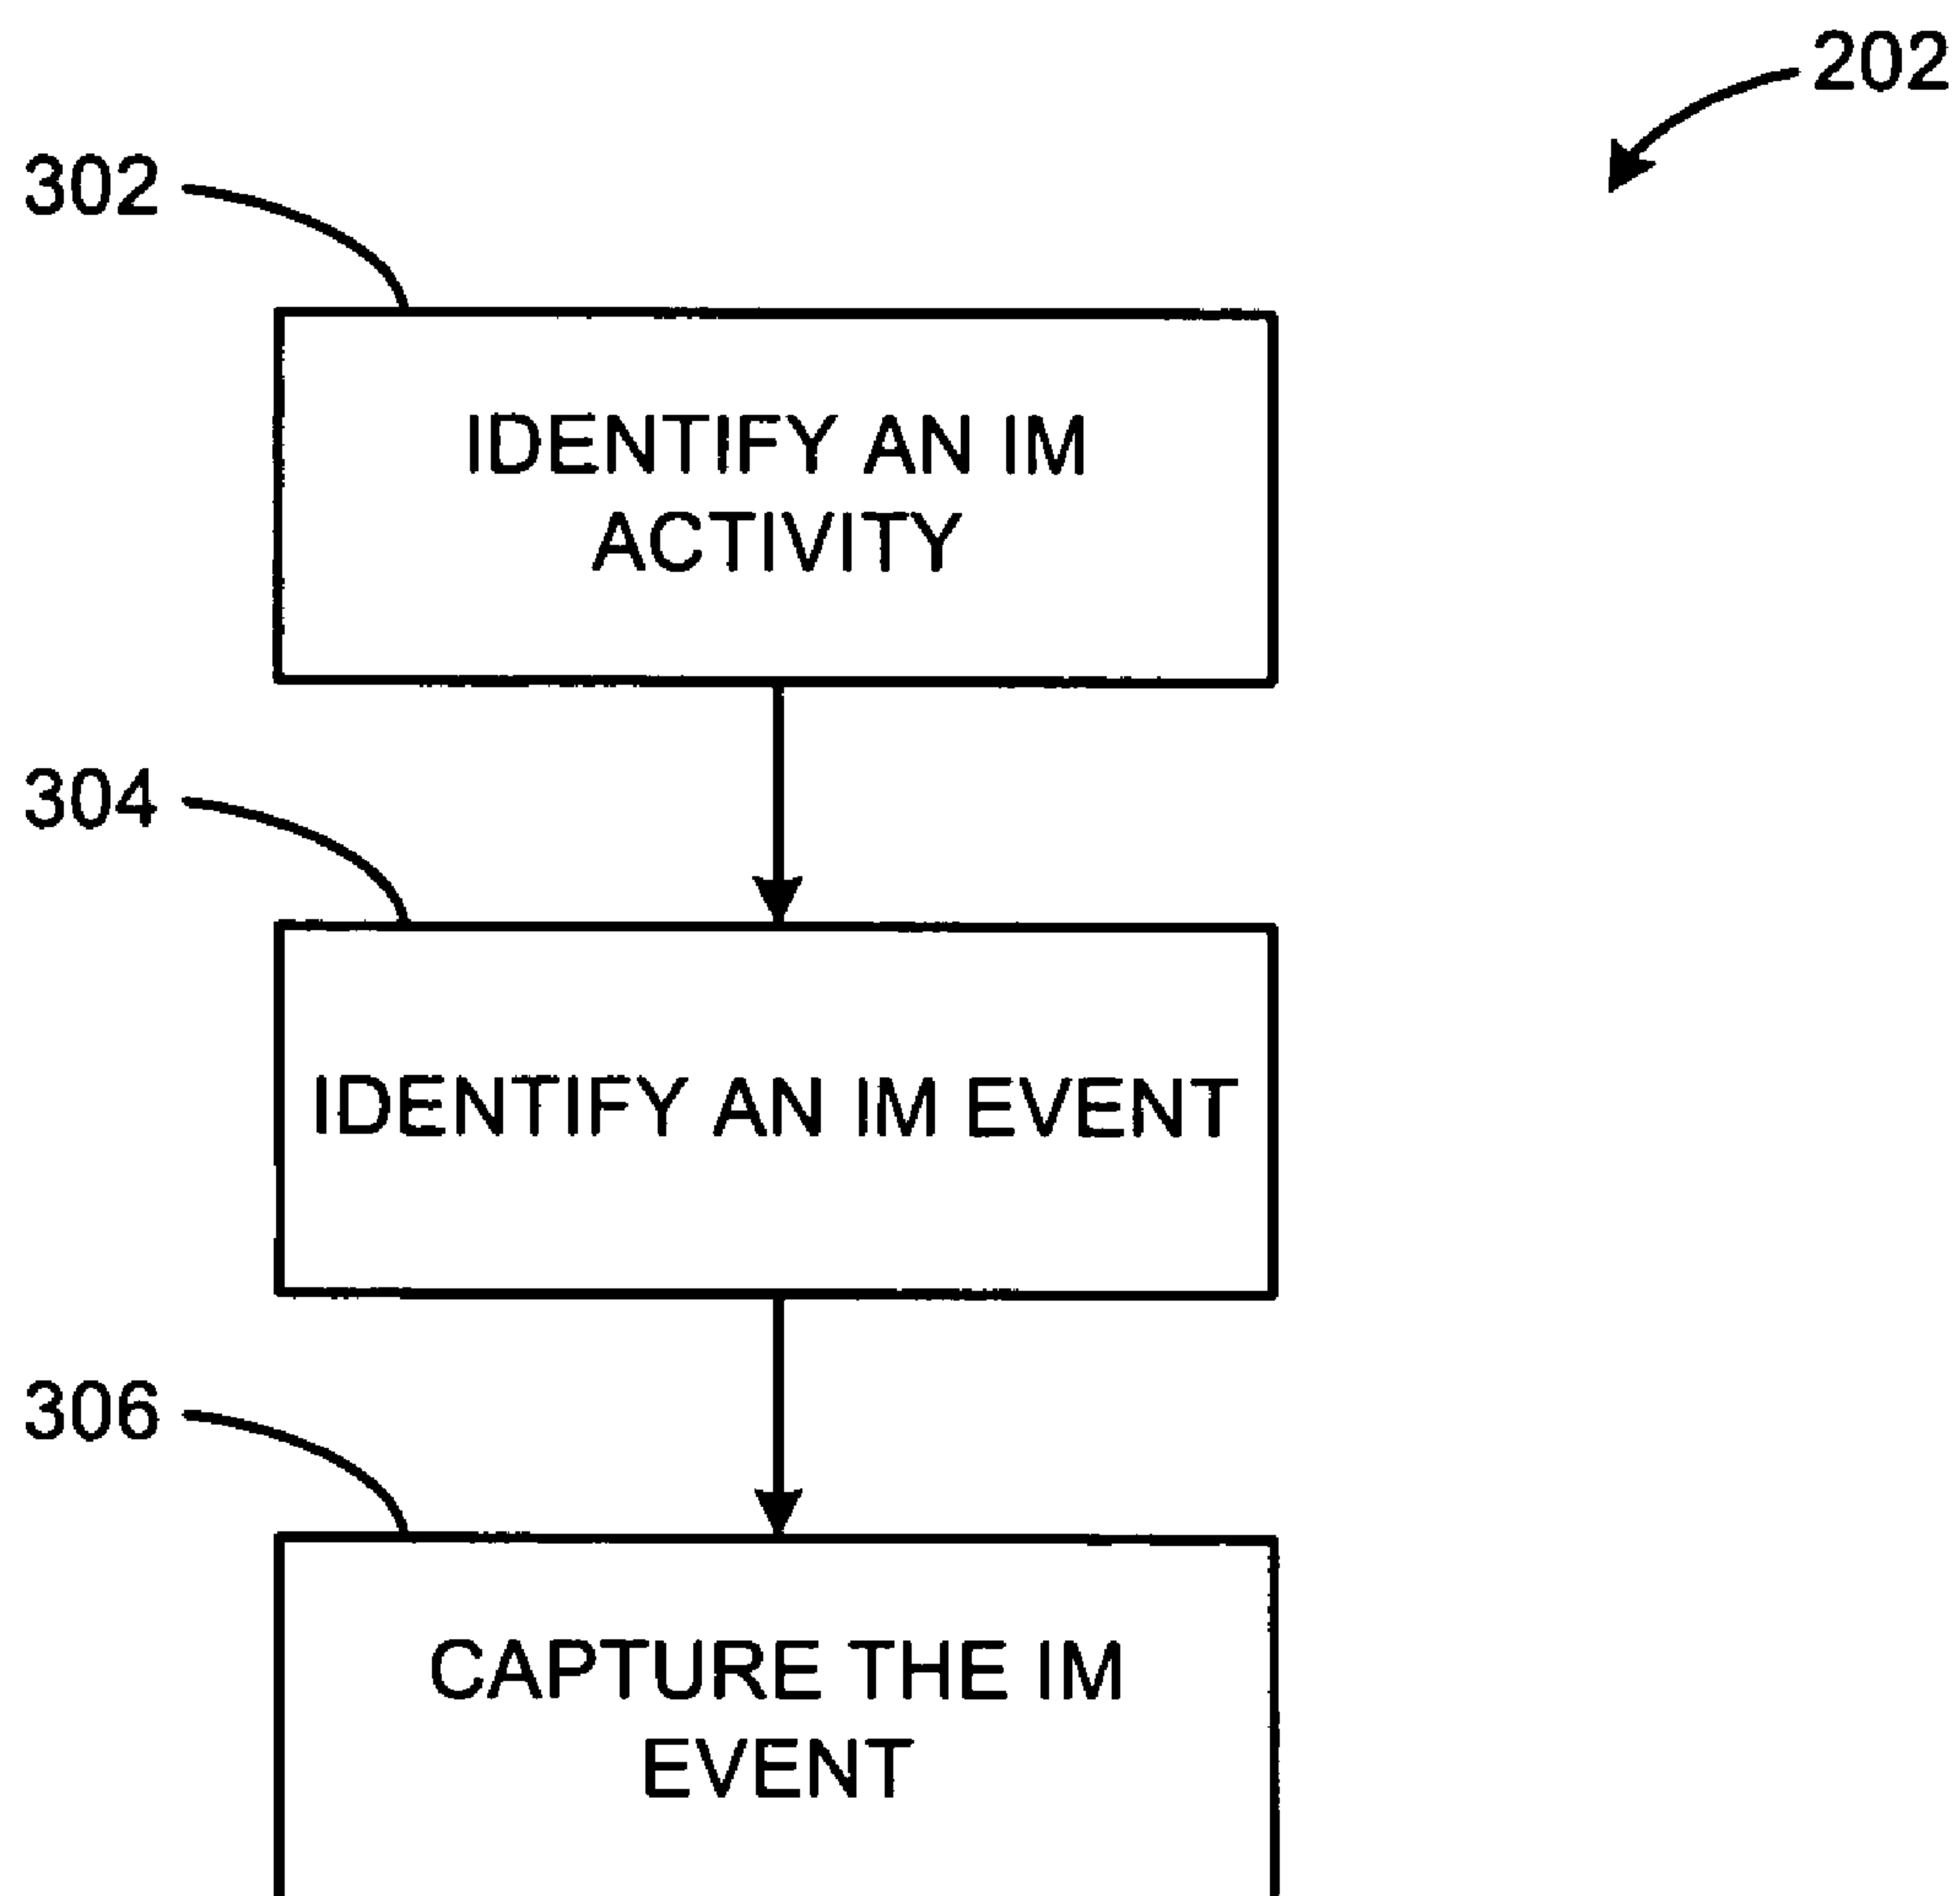 202
302
IDENTIFY AN IM
ACTIVITY
304
IDENTIFY AN IM EVENT
306
CAPTURE THE IM
EVENT